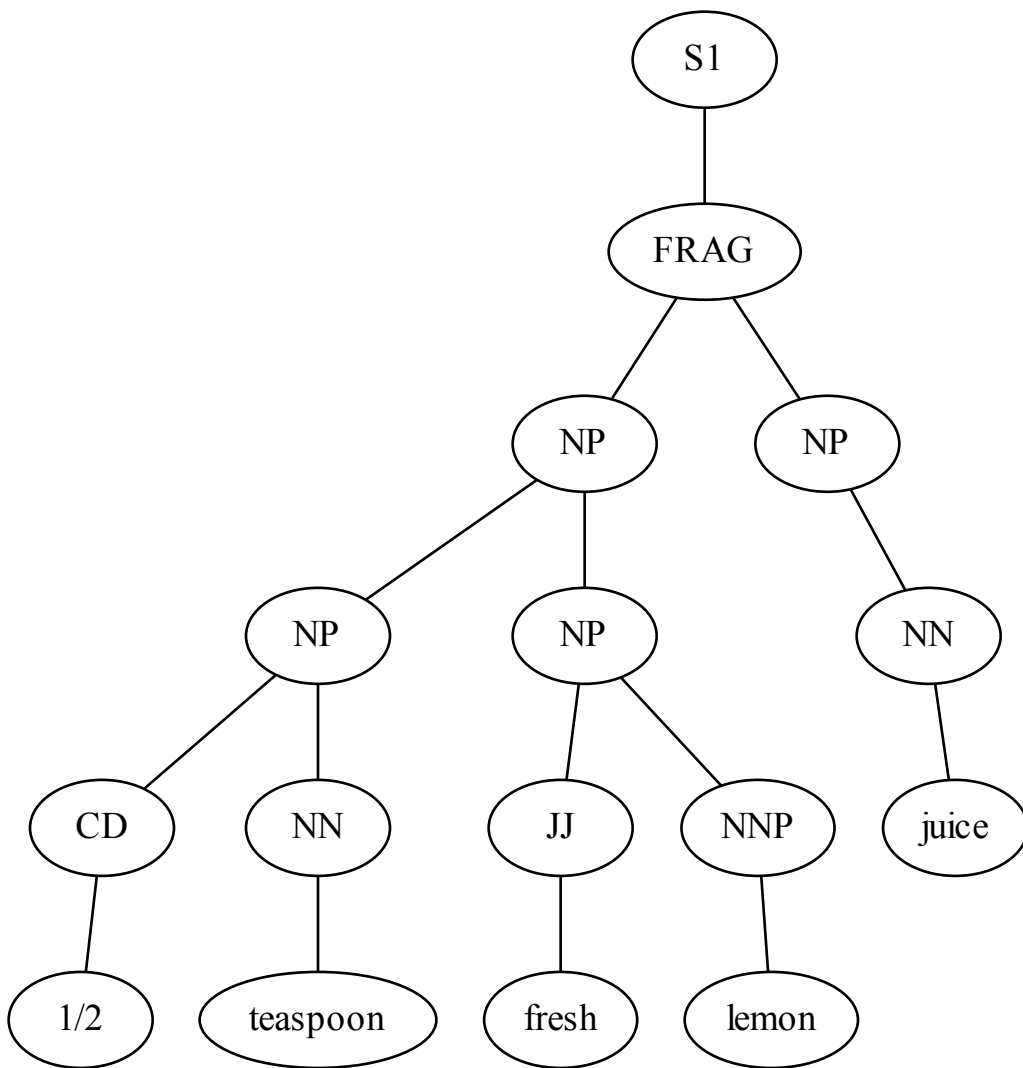 S1
FRAG
NP NP
NP NP NN
CD NN JJ NNP juice
1/2 teaspoon fresh lemon